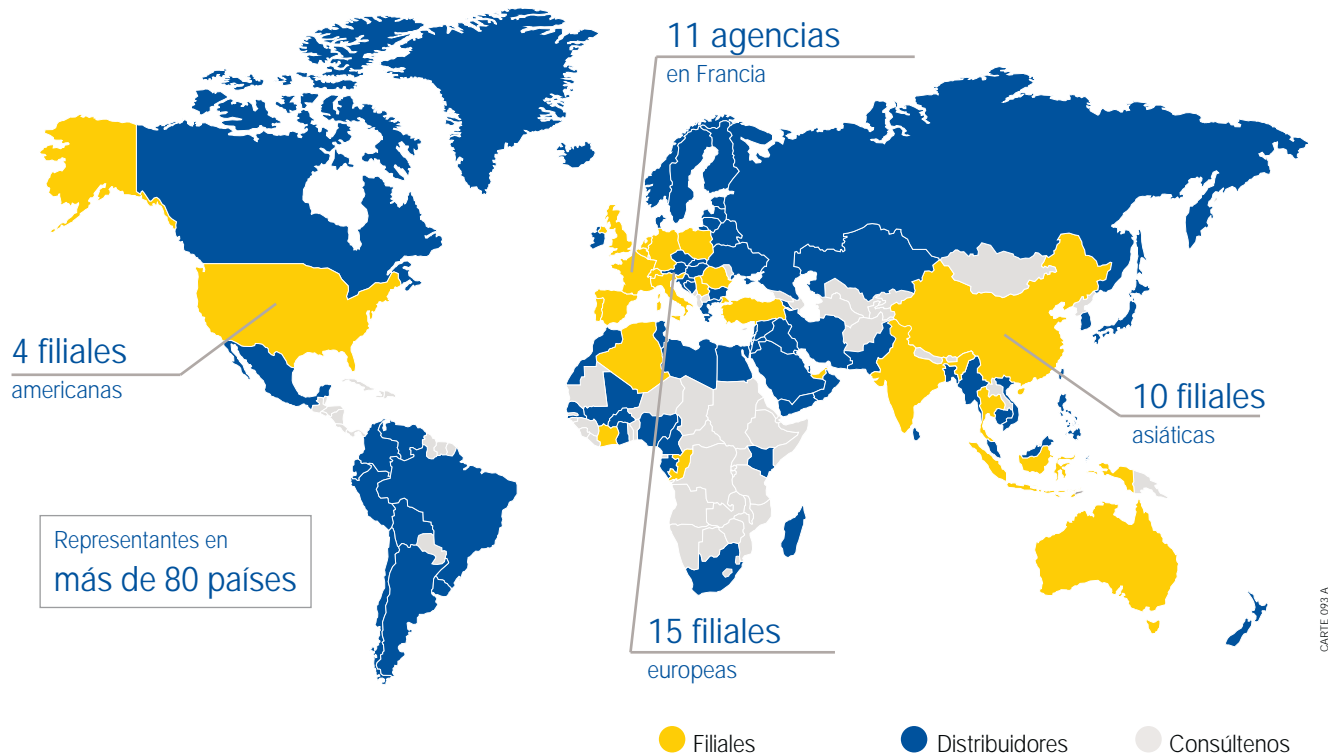 11 agencias
en Francia
4 filiales
americanas
10 filiales
asiáticas
Representantes en
más de 80 países
15 filiales
europeas
CARTE 093 A
Filiales
Distribuidores
Consúltenos